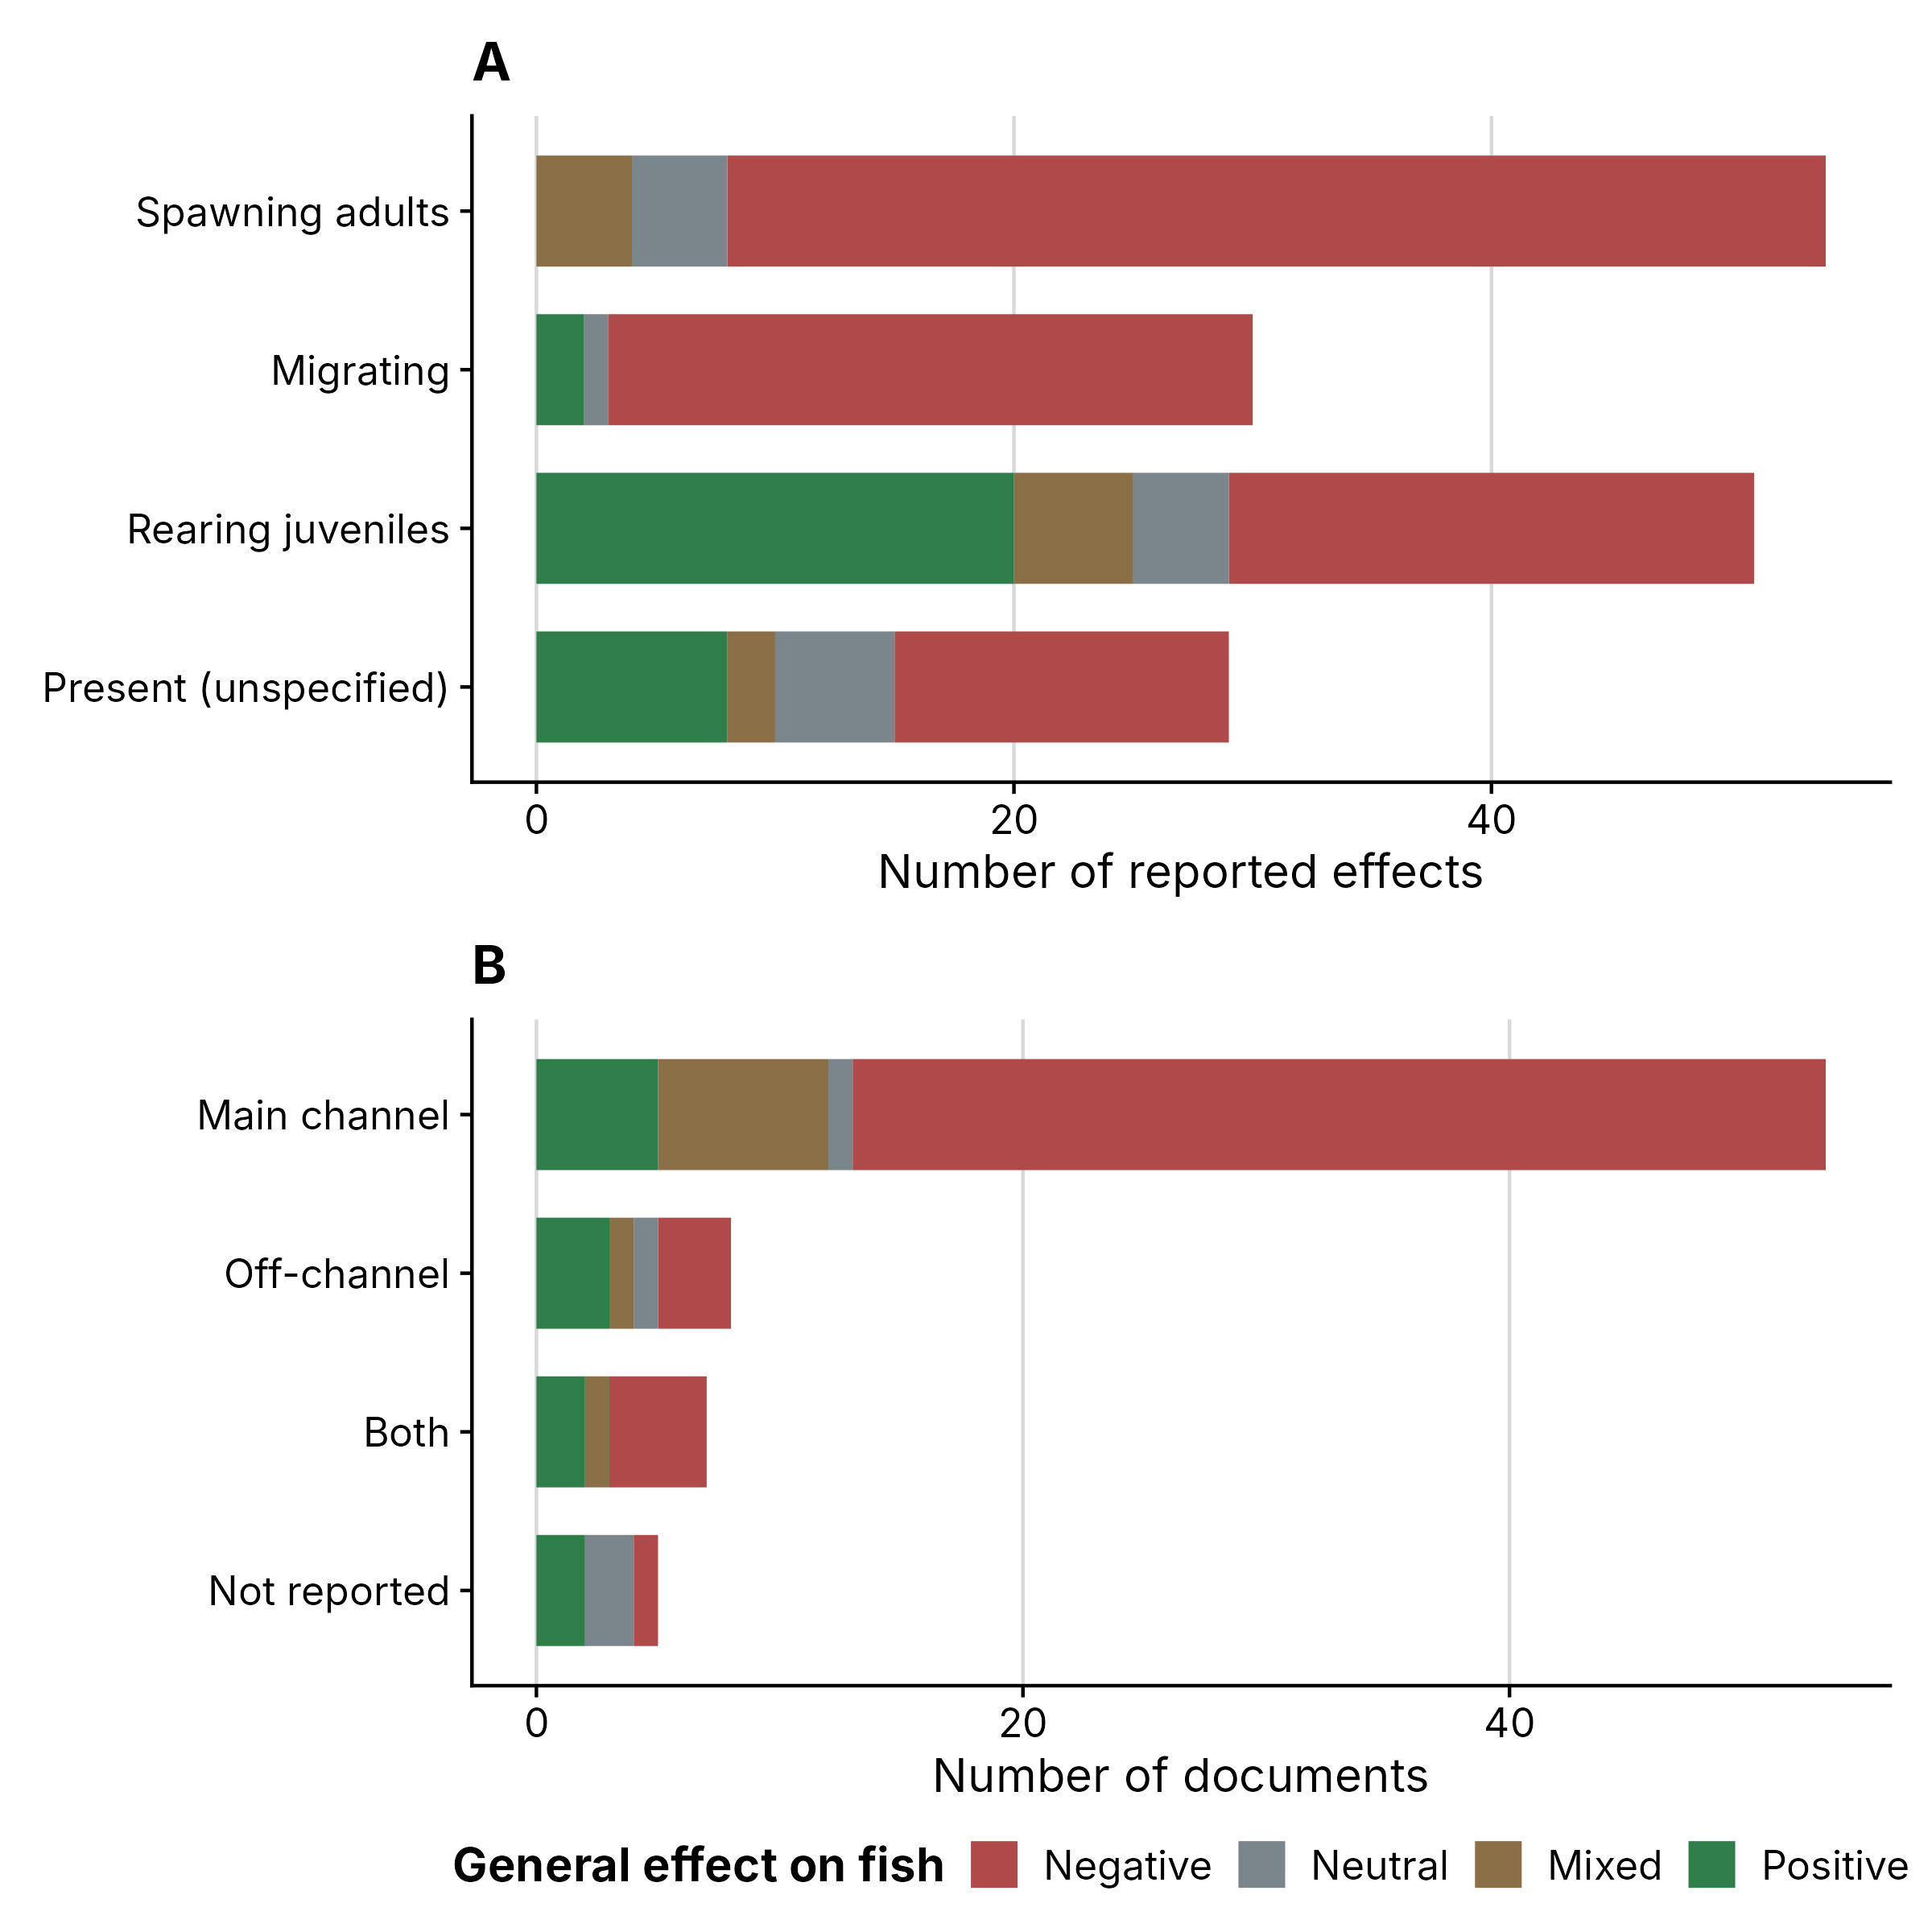 A
Spawning adults
Migrating
Rearing juveniles
Present (unspecified)
0 20 40
Number of reported effects
B
Main channel
Off-channel
Both
Not reported
0 20 40
Number of documents
General effect on fish Negative Neutral Mixed Positive